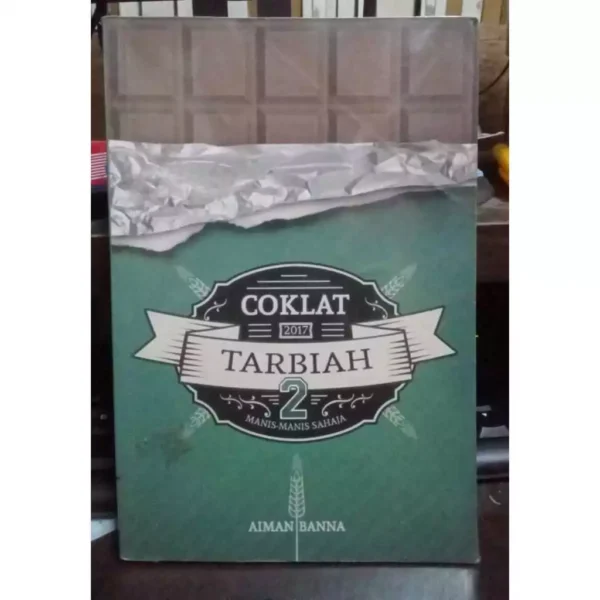 COKLAT
2017
TARBIAH
2
MANIS-MANIS SAHAJA
AIMAN BANNA